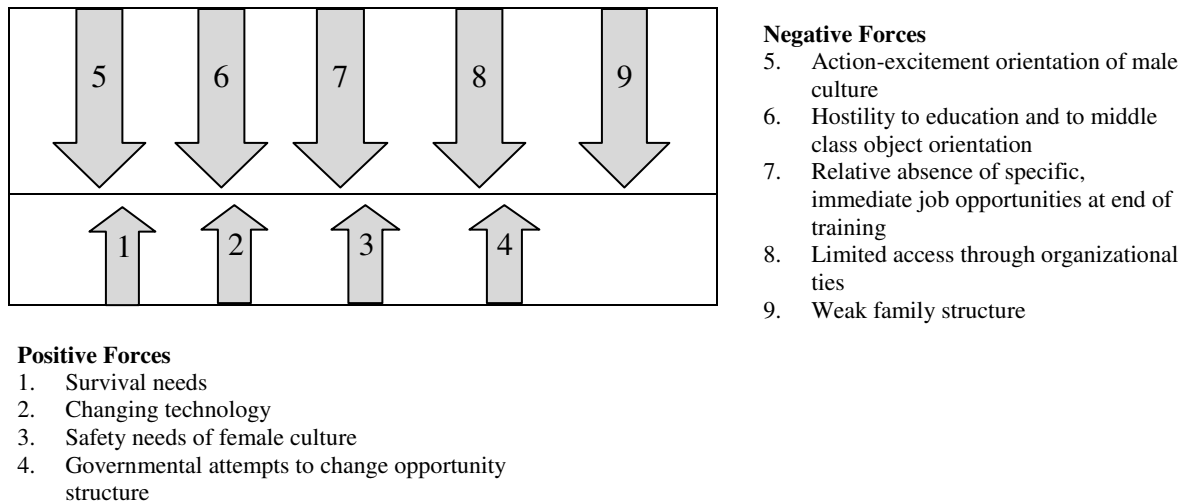 5 6 7 8 9
1 2 3 4
Negative Forces
5. Action-excitement orientation of male
culture
6. Hostility to education and to middle
class object orientation
7. Relative absence of specific,
immediate job opportunities at end of
training
8. Limited access through organizational
ties
9. Weak family structure
Positive Forces
1. Survival needs
2. Changing technology
3. Safety needs of female culture
4. Governmental attempts to change opportunity
structure